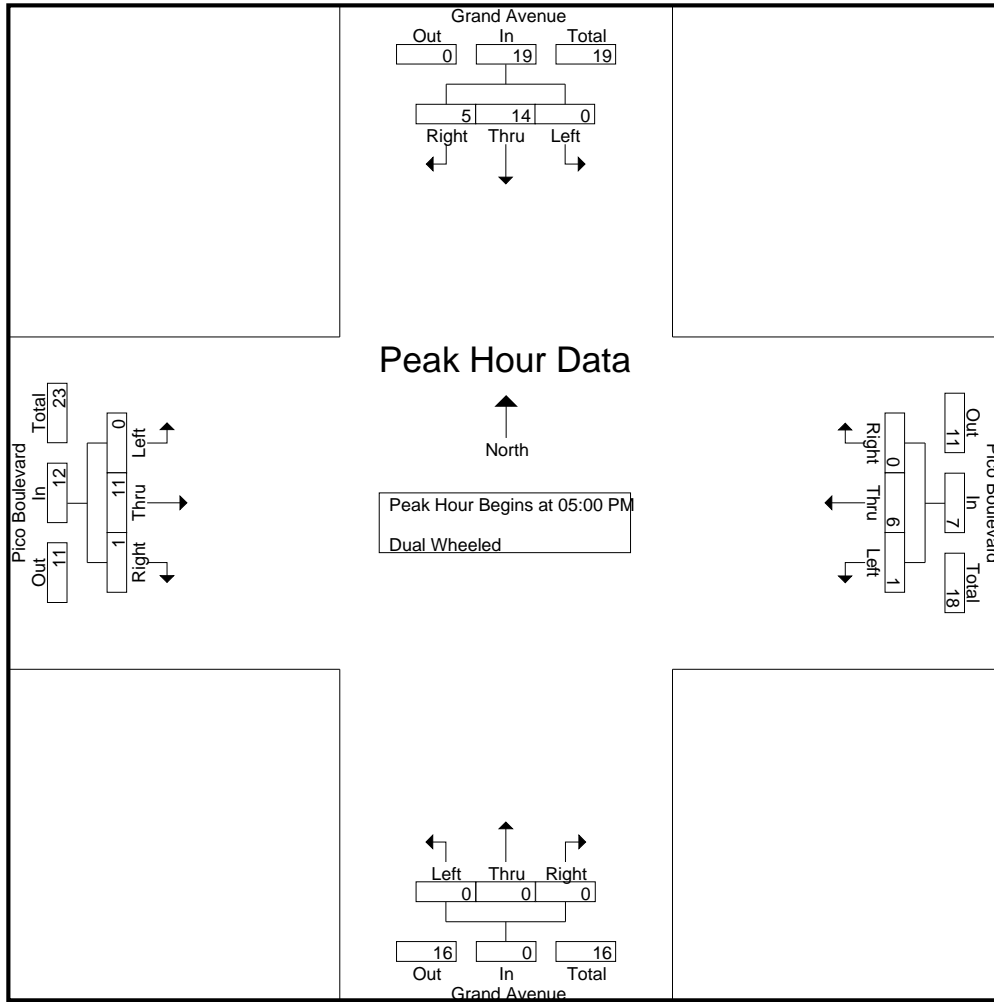 Grand Avenue
Out In Total
0 19 19
5 14 0
Right Thru Left
Peak Hour Data
North
Peak Hour Begins at 05:00 PM
Dual Wheeled
Pico Boulevard
Total In Out
23 12 11
0 11 1
Left Thru Right
Right Thru Left
0 6 1
Out In Total
11 7 18
Pico Boulevard
Left Thru Right
0 0 0
16 0 16
Out In Total
Grand Avenue